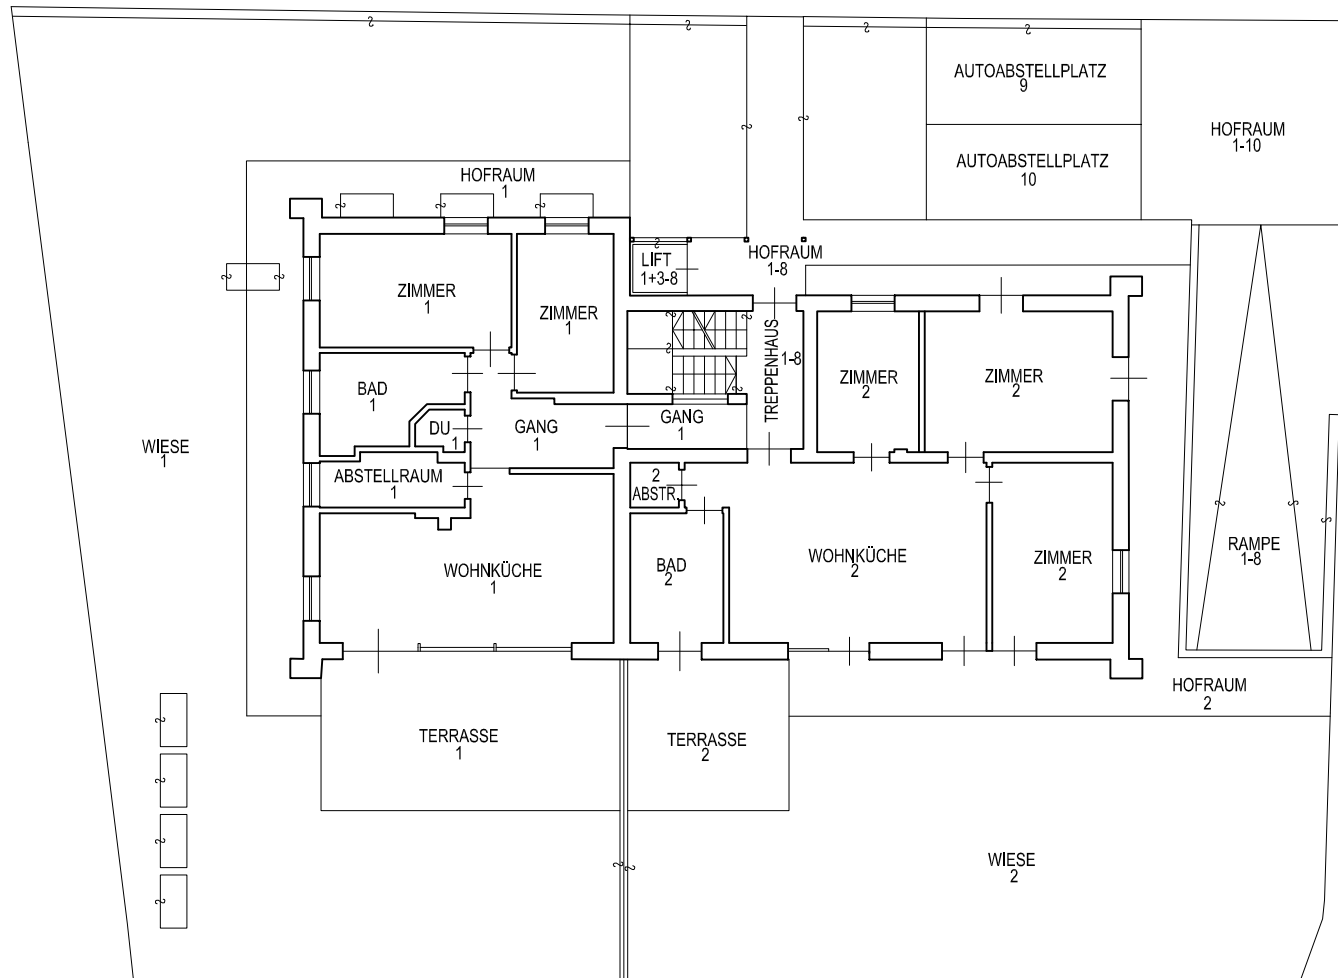 AUTOABSTELLPLATZ
9
HOFRAUM
1-10
AUTOABSTELLPLATZ
10
HOFRAUM
1
HOFRAUM
1-8
LIFT
1+3-8
ZIMMER
1
ZIMMER
1
TREPPENHAUS
1-8
ZIMMER
2
ZIMMER
2
BAD
1
DU
1
GANG
1
GANG
1
WIESE
1
ABSTELLRAUM
1
2
ABSTR.
WOHNKÜCHE
1
BAD
2
WOHNKÜCHE
2
ZIMMER
2
RAMPE
1-8
HOFRAUM
2
TERRASSE
1
TERRASSE
2
WIESE
2